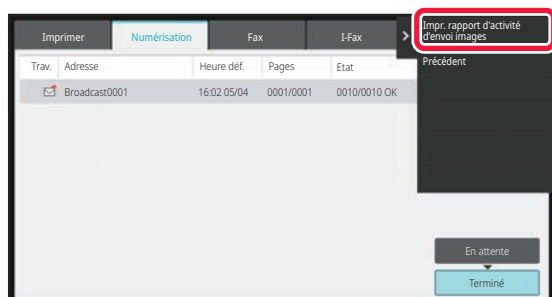 Imprimer Numérisation Fax I-Fax >
Impr. rapport d'activité
d'envoi images
Précédent
Trav. Adresse Heure déf. Pages Etat
Broadcast0001 16:02 05/04 0001/0001 0010/0010 OK
En attente
Terminé